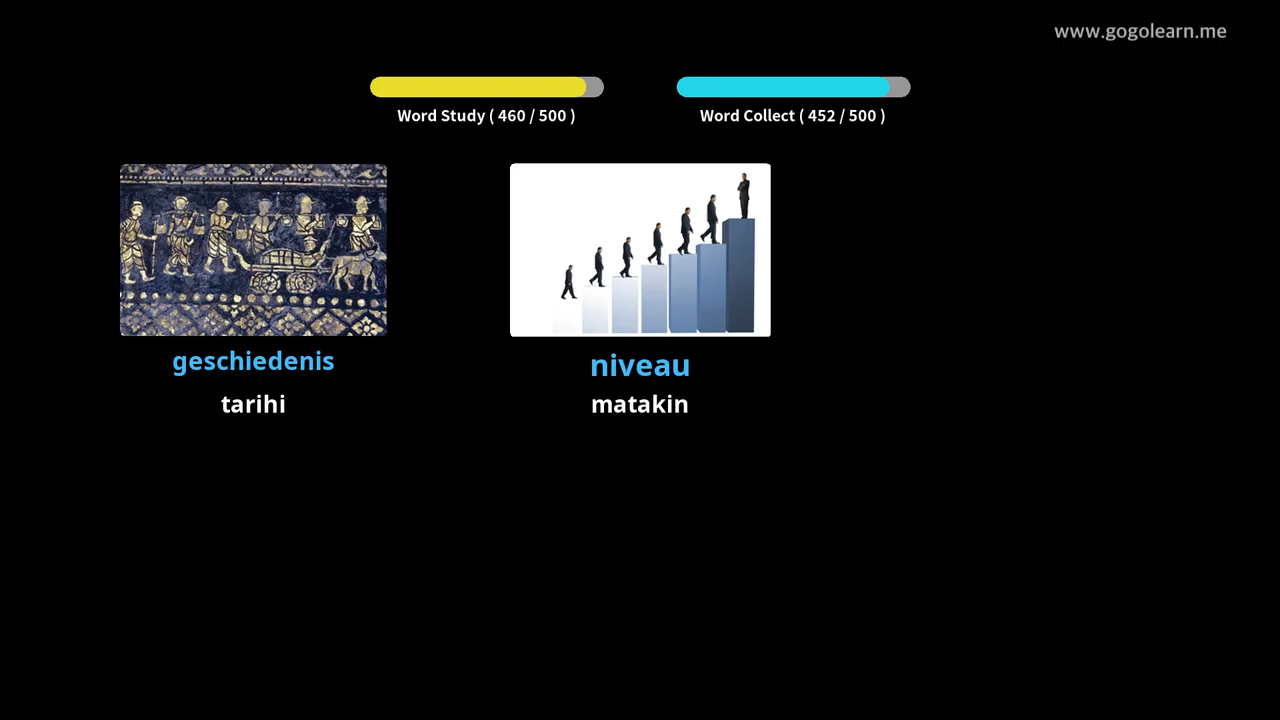 www.gogolearn.me
Word Study ( 460 / 500 )
Word Collect ( 452 / 500 )
geschiedenis
niveau
tarihi
matakin